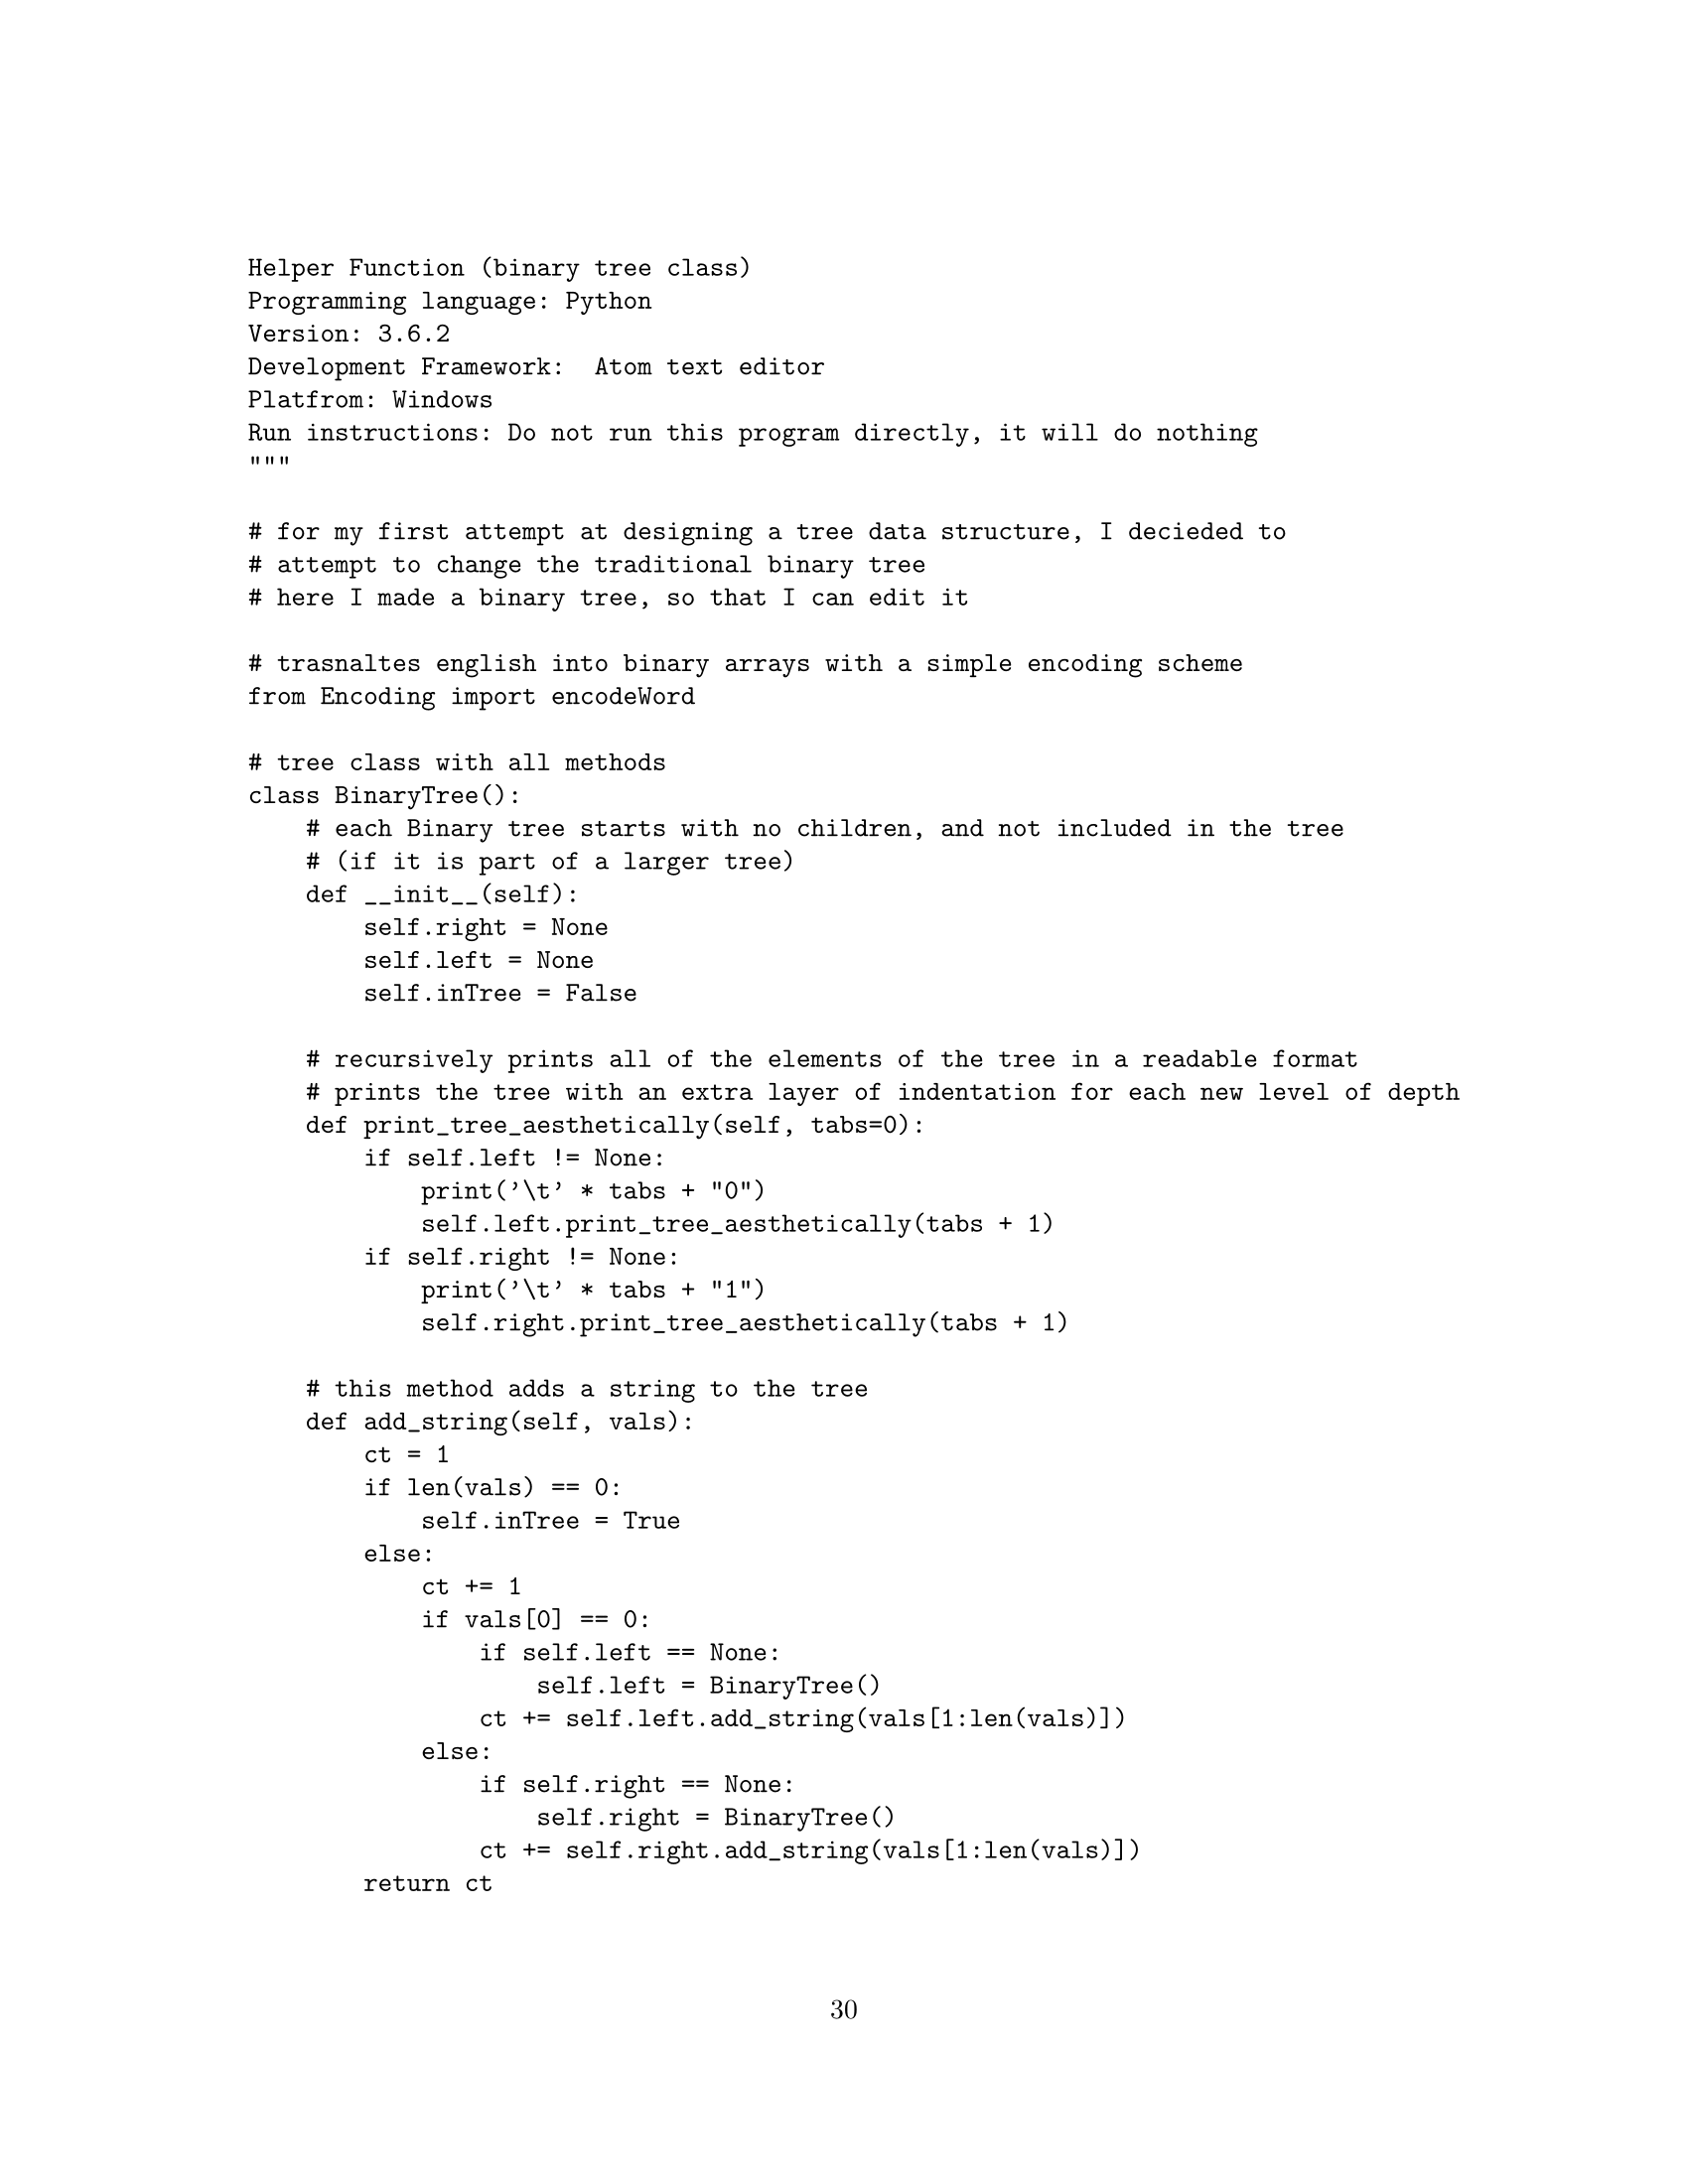 Helper Function (binary tree class)
Programming language: Python
Version: 3.6.2
Development Framework:  Atom text editor
Platfrom: Windows
Run instructions: Do not run this program directly, it will do nothing
"""

# for my first attempt at designing a tree data structure, I decieded to
# attempt to change the traditional binary tree
# here I made a binary tree, so that I can edit it

# trasnaltes english into binary arrays with a simple encoding scheme
from Encoding import encodeWord

# tree class with all methods
class BinaryTree():
    # each Binary tree starts with no children, and not included in the tree
    # (if it is part of a larger tree)
    def __init__(self):
        self.right = None
        self.left = None
        self.inTree = False

    # recursively prints all of the elements of the tree in a readable format
    # prints the tree with an extra layer of indentation for each new level of depth
    def print_tree_aesthetically(self, tabs=0):
        if self.left != None:
            print('\t' * tabs + "0")
            self.left.print_tree_aesthetically(tabs + 1)
        if self.right != None:
            print('\t' * tabs + "1")
            self.right.print_tree_aesthetically(tabs + 1)

    # this method adds a string to the tree
    def add_string(self, vals):
        ct = 1
        if len(vals) == 0:
            self.inTree = True
        else:
            ct += 1
            if vals[0] == 0:
                if self.left == None:
                    self.left = BinaryTree()
                ct += self.left.add_string(vals[1:len(vals)])
            else:
                if self.right == None:
                    self.right = BinaryTree()
                ct += self.right.add_string(vals[1:len(vals)])
        return ct

30